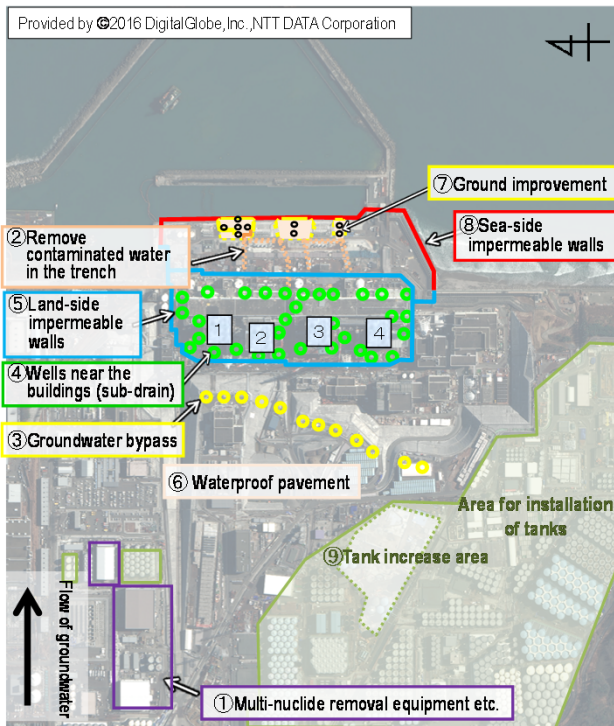 Provided by ©2016 DigitalGlobe,Inc.,NTT DATA Corporation
⑦Ground improvement
⑧Sea-side
impermeable walls
②Remove
contaminated water
in the trench
⑤Land-side
impermeable
walls
1
2
3
4
④Wells near the
buildings (sub-drain)
③Groundwater bypass
⑥ Waterproof pavement
Area for installation
of tanks
⑨Tank increase area
Flow of groundwater
①Multi-nuclide removal equipment etc.